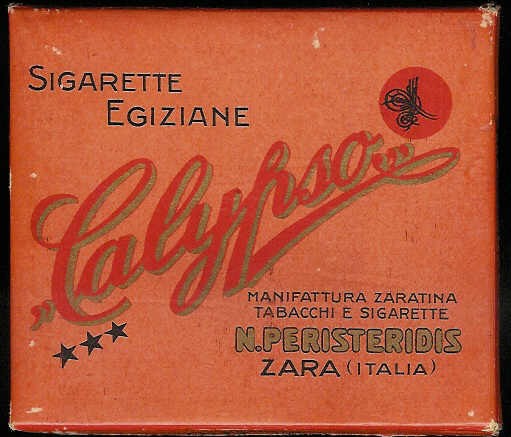 SIGARETTE
EGIZIANE
„Calypso”
MANIFATTURA ZARATINA
TABACCHI E SIGARETTE
N. PERISTERIDIS
ZARA (ITALIA)